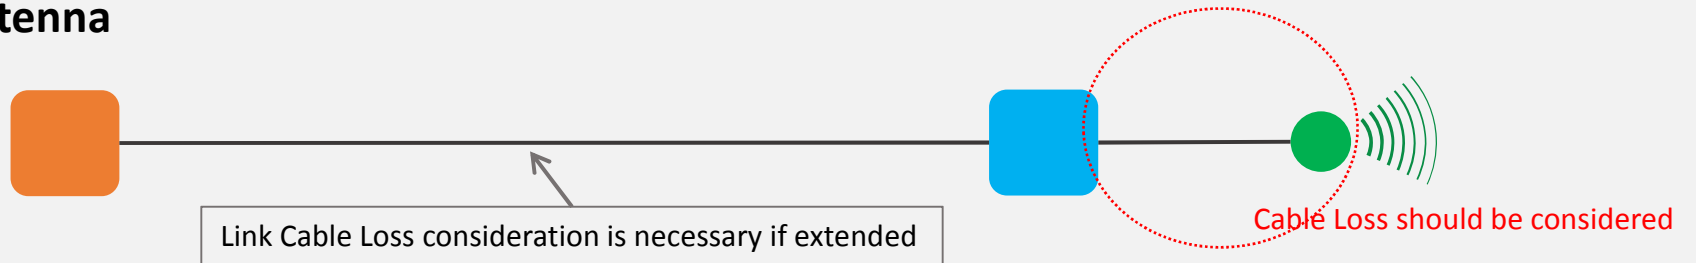 tenna
Link Cable Loss consideration is necessary if extended
Cable Loss should be considered